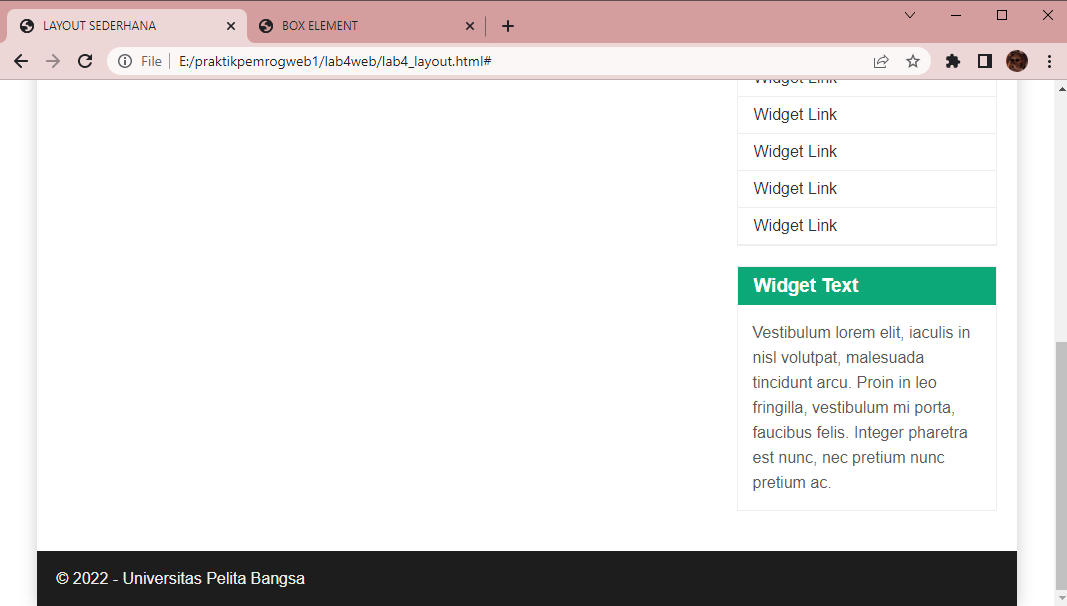 LAYOUT SEDERHANA
BOX ELEMENT
File
E:/praktikpemrogweb1/lab4web/lab4_layout.html#
Widget Link
Widget Link
Widget Link
Widget Link
Widget Link
Widget Text
Vestibulum lorem elit, iaculis in
nisl volutpat, malesuada
tincidunt arcu. Proin in leo
fringilla, vestibulum mi porta,
faucibus felis. Integer pharetra
est nunc, nec pretium nunc
pretium ac.
© 2022 - Universitas Pelita Bangsa